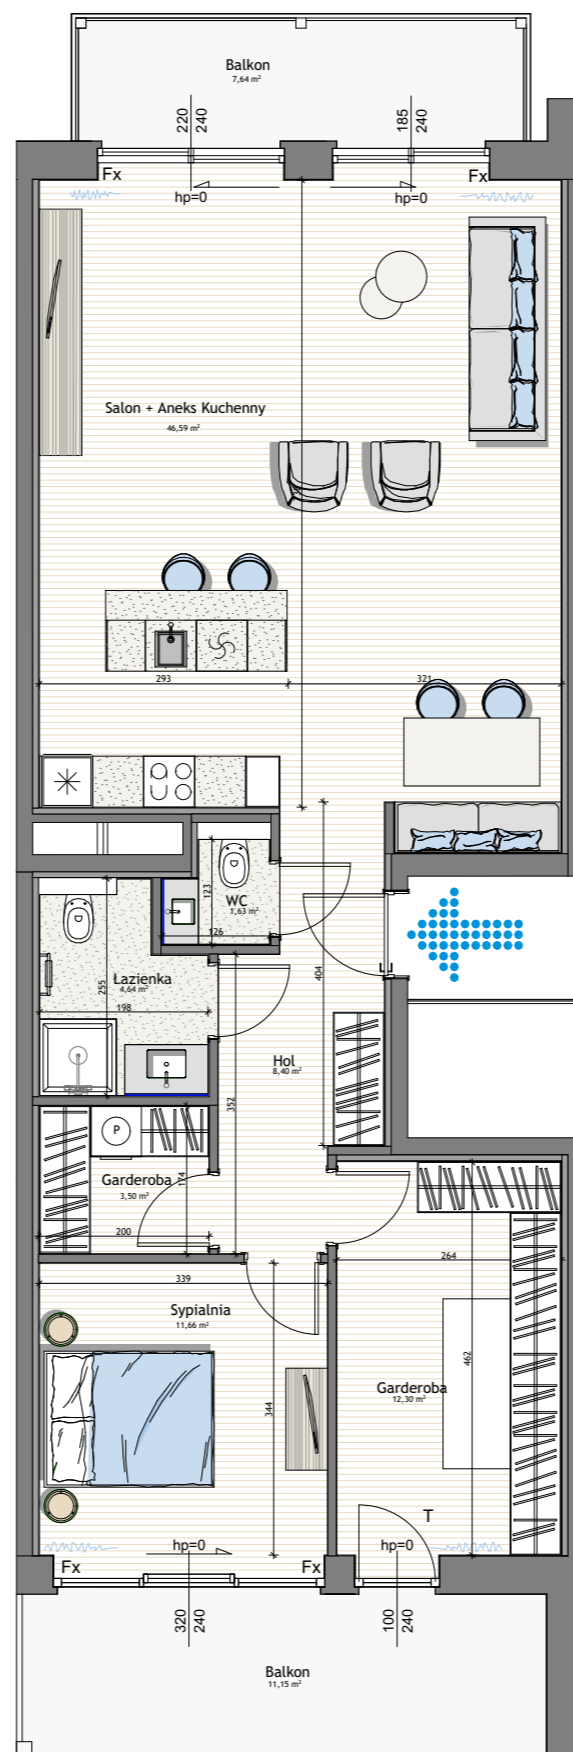 Balkon
7,64 m²
220
240
185
240
Fx
Fx
hp=0
hp=0
Salon + Aneks Kuchenny
46,59 m²
293
321
WC
1,63 m²
123
126
Łazienka
4,64 m²
255
198
404
Hol
8,40 m²
352
P
Garderoba
3,50 m²
174
200
264
339
Sypialnia
11,66 m²
344
462
Garderoba
12,30 m²
T
hp=0
hp=0
Fx
Fx
320
240
100
240
Balkon
11,15 m²